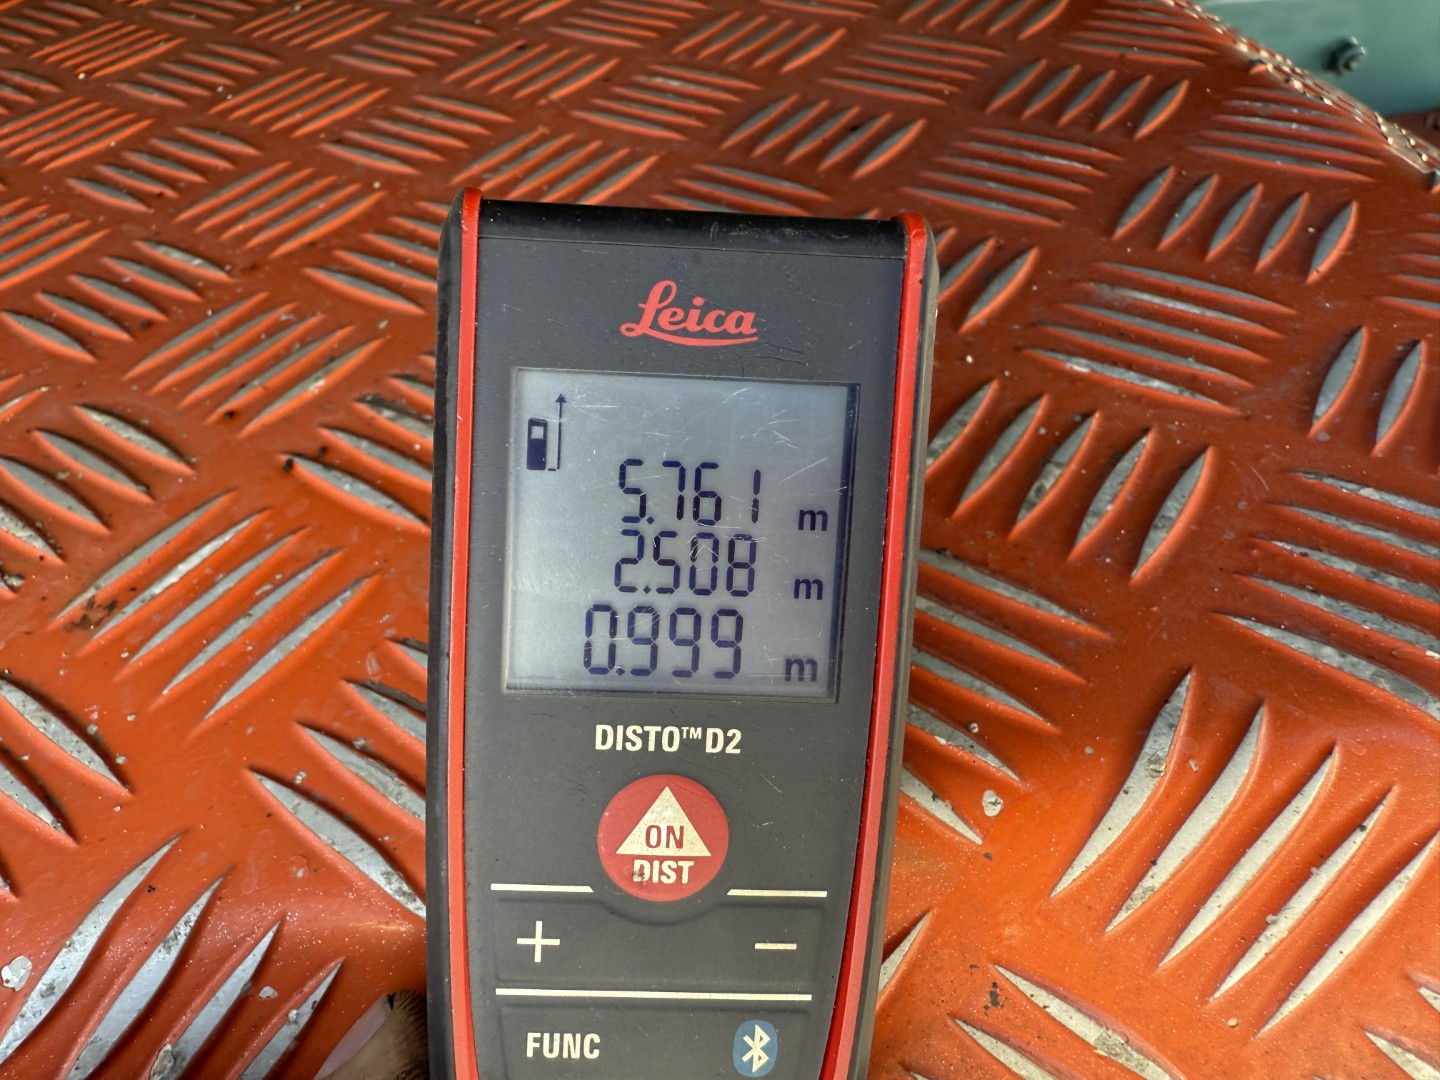 Leica
5.761 m
2.508 m
0.999 m
DISTO™ D2
ON
DIST
+ −
FUNC